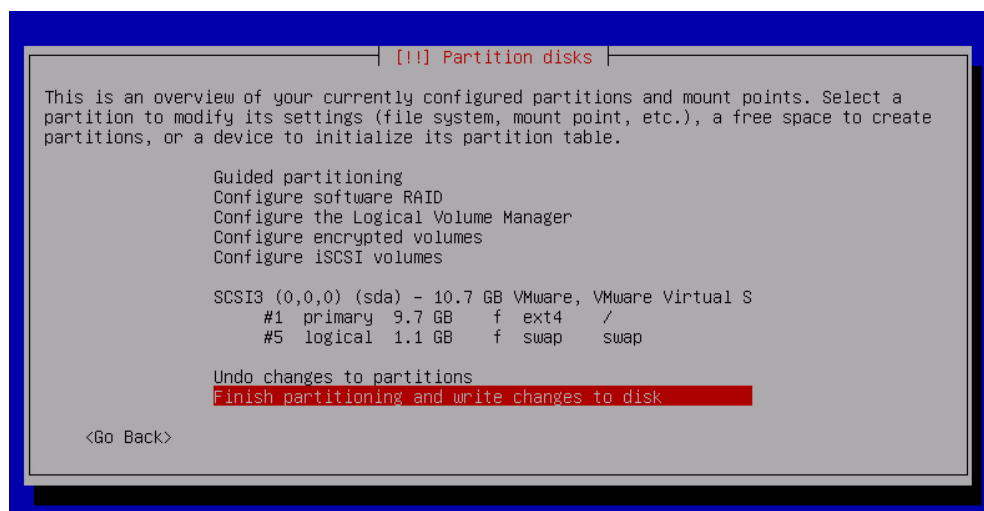 [!!] Partition disks
This is an overview of your currently configured partitions and mount points. Select a
partition to modify its settings (file system, mount point, etc.), a free space to create
partitions, or a device to initialize its partition table.
Guided partitioning
Configure software RAID
Configure the Logical Volume Manager
Configure encrypted volumes
Configure iSCSI volumes
SCSI3 (0,0,0) (sda) - 10.7 GB VMware, VMware Virtual S
#1 primary 9.7 GB f ext4 /
#5 logical 1.1 GB f swap swap
Undo changes to partitions
Finish partitioning and write changes to disk
<Go Back>